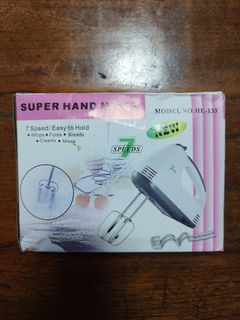 SUPER HAND MIXER
MODEL NO.HE-133
7 Speed/ Easy to Hold
•Whips •Folds •Blends
•Creams •Mixes
NEW
7
SPEEDS